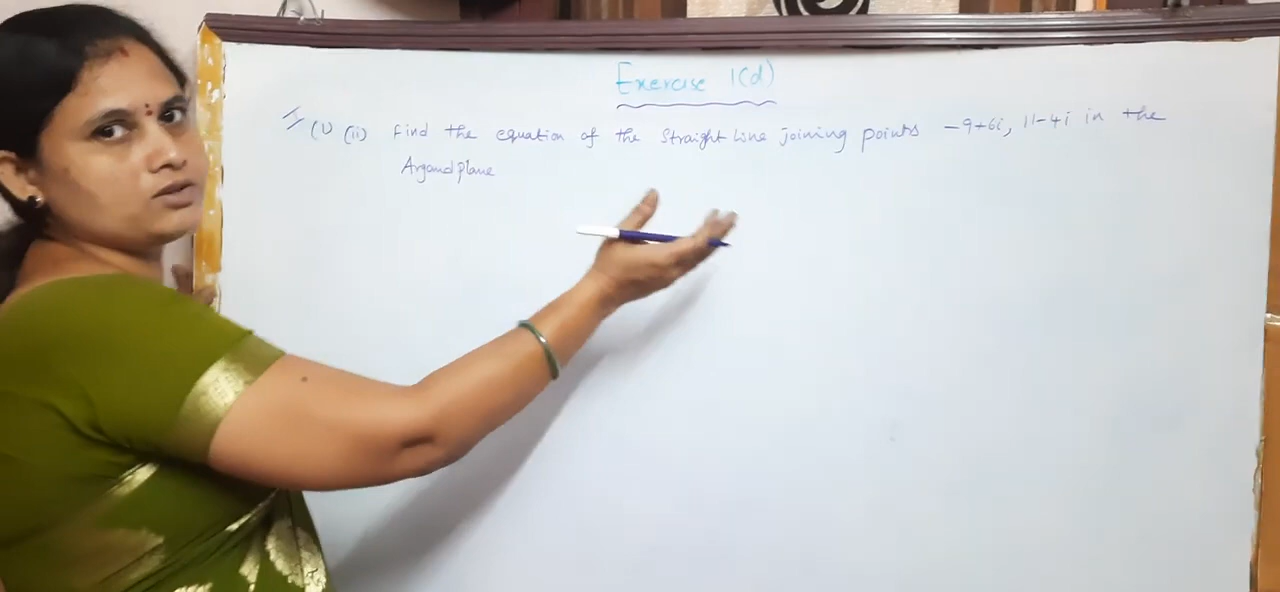 Exercise 1(d)
II (1) (ii) Find the equation of the straight line joining points -9+6i, 11-4i in the
Argand plane